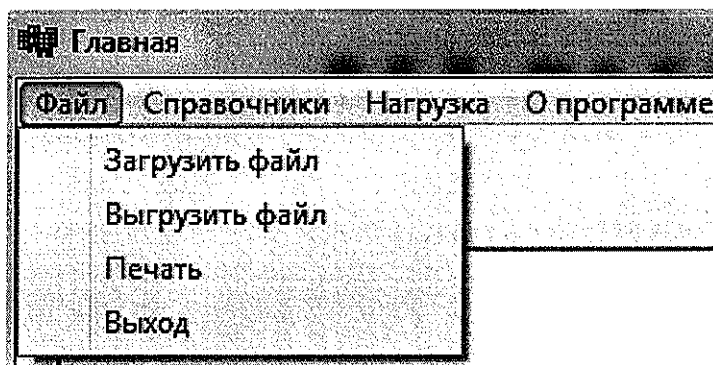 Главная
Файл Справочники Нагрузка О программе
Загрузить файл
Выгрузить файл
Печать
Выход